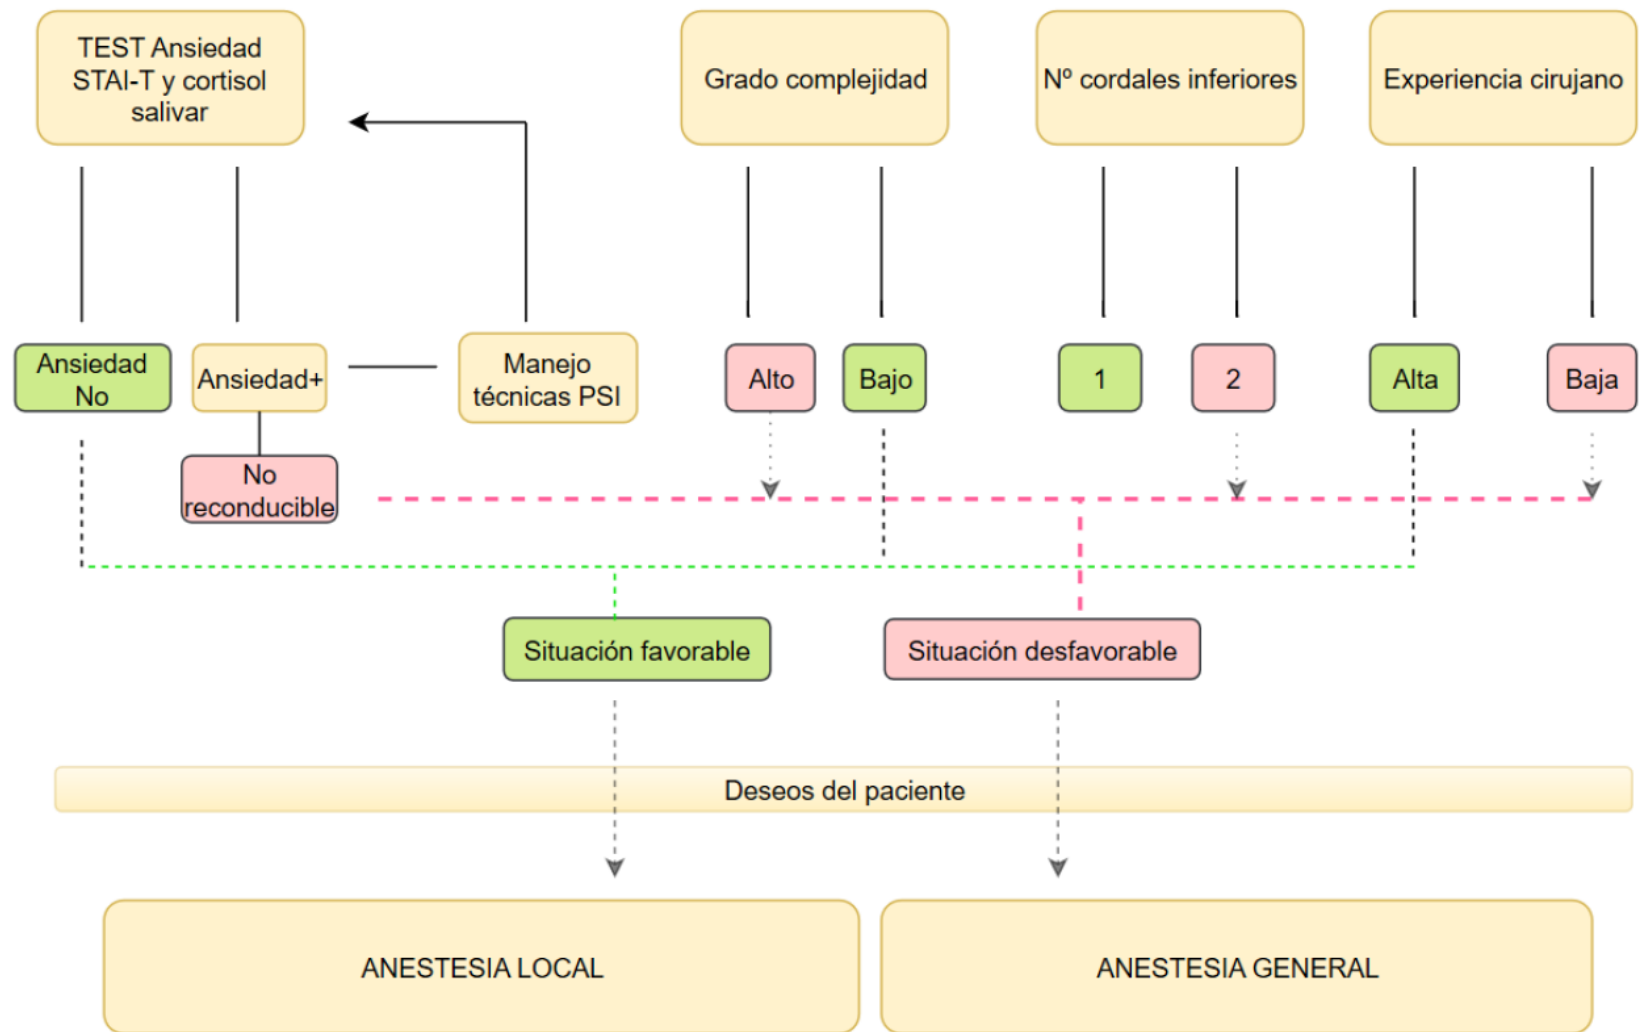 TEST Ansiedad
STAI-T y cortisol
salivar
Grado complejidad
Nº cordales inferiores
Experiencia cirujano
Ansiedad
No
Ansiedad+
Manejo
técnicas PSI
Alto
Bajo
1
2
Alta
Baja
No
reconducible
Situación favorable
Situación desfavorable
Deseos del paciente
ANESTESIA LOCAL
ANESTESIA GENERAL